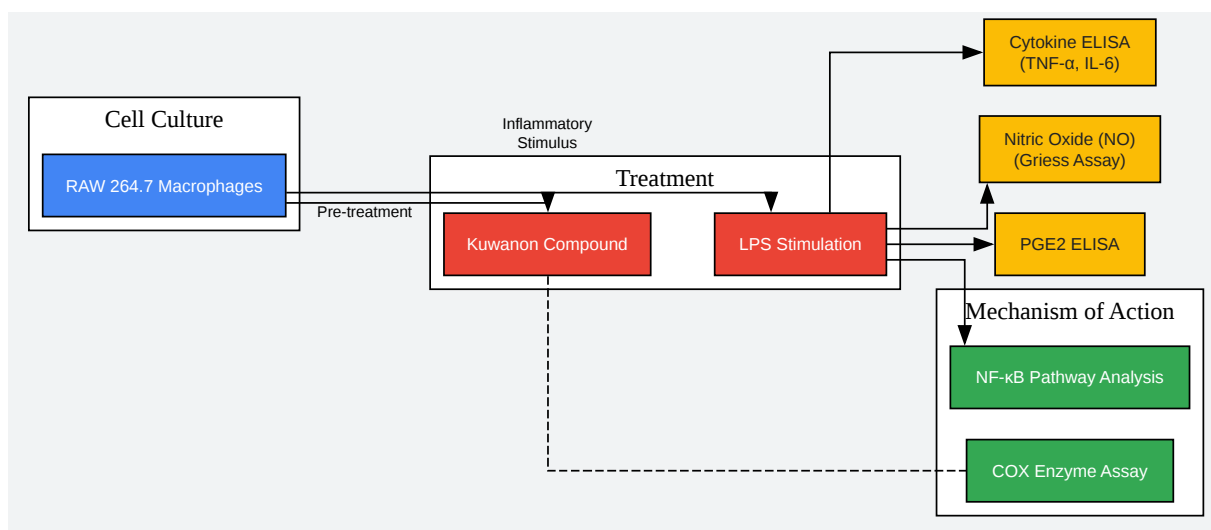 Cell Culture
RAW 264.7 Macrophages
Pre-treatment
Inflammatory
Stimulus
Treatment
Kuwanon Compound
LPS Stimulation
Cytokine ELISA
(TNF-α, IL-6)
Nitric Oxide (NO)
(Griess Assay)
PGE2 ELISA
Mechanism of Action
NF-κB Pathway Analysis
COX Enzyme Assay